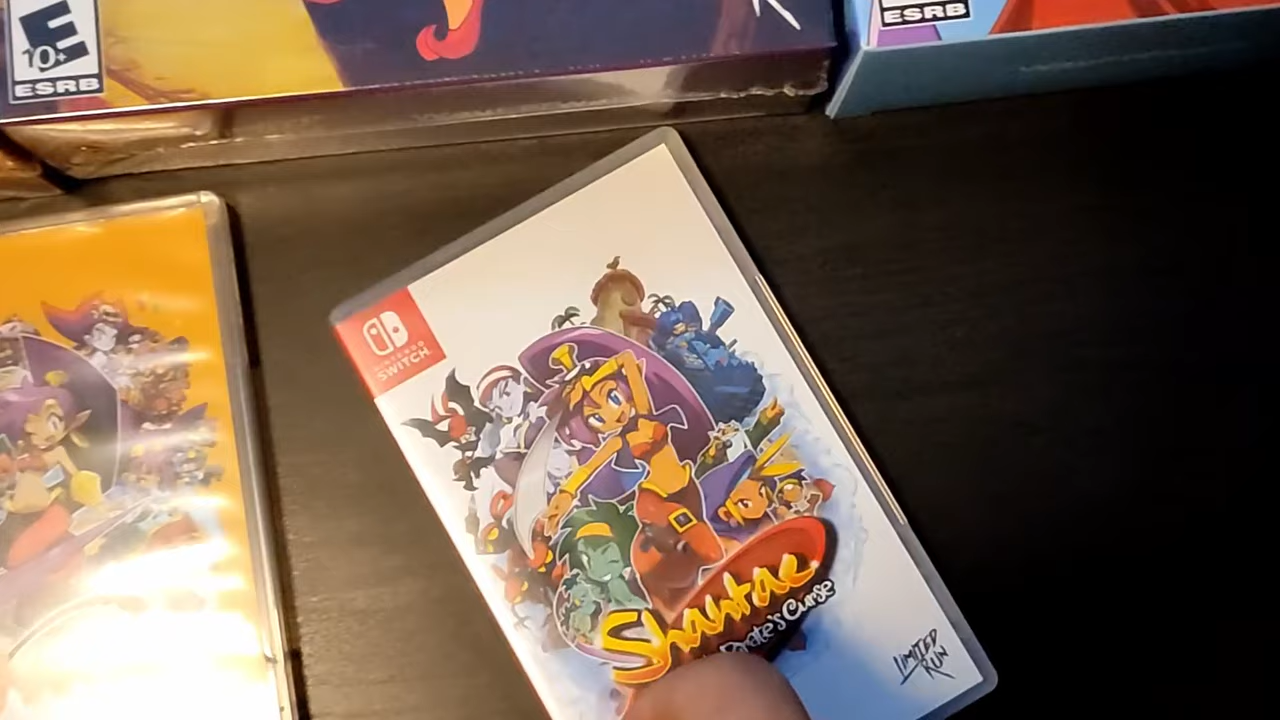 E
10+
ESRB
ESRB
NINTENDO
SWITCH
Shantae
Pirate's Curse
LIMITED
RUN